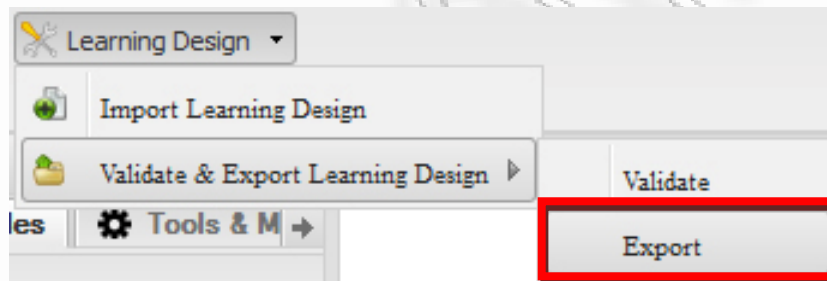 Learning Design
Import Learning Design
Validate & Export Learning Design
Validate
les Tools & M
Export